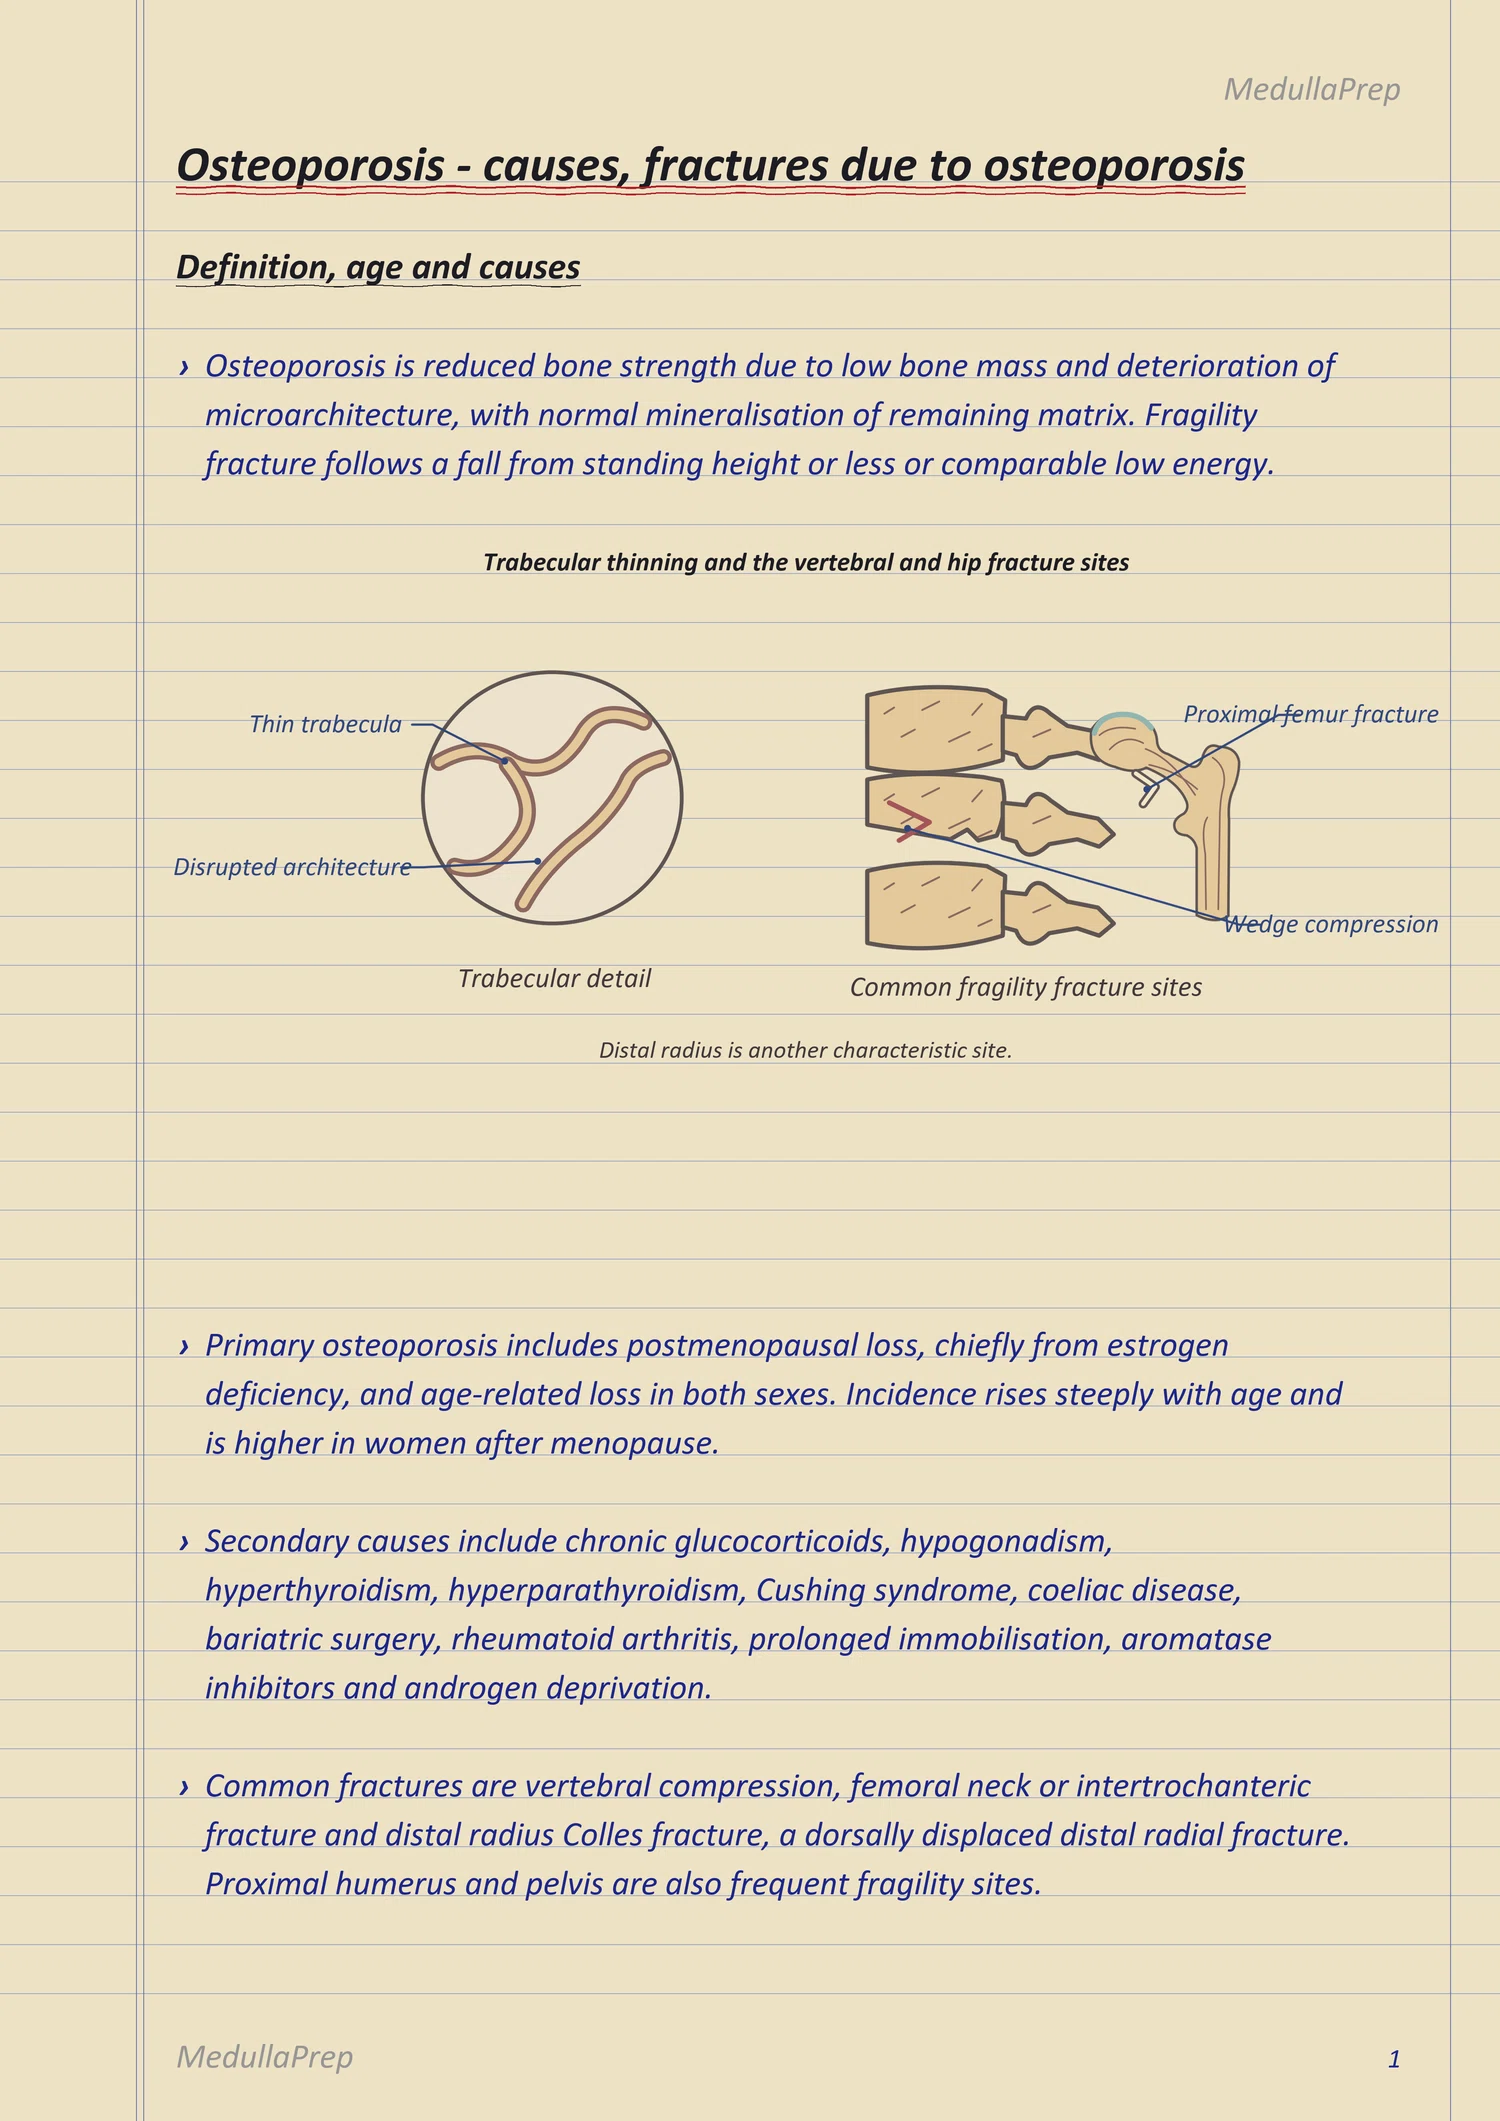 MedullaPrep
Osteoporosis - causes, fractures due to osteoporosis
Definition, age and causes
› Osteoporosis is reduced bone strength due to low bone mass and deterioration of
microarchitecture, with normal mineralisation of remaining matrix. Fragility
fracture follows a fall from standing height or less or comparable low energy.
Trabecular thinning and the vertebral and hip fracture sites
Thin trabecula
Proximal femur fracture
Disrupted architecture
Wedge compression
Trabecular detail
Common fragility fracture sites
Distal radius is another characteristic site.
› Primary osteoporosis includes postmenopausal loss, chiefly from estrogen
deficiency, and age-related loss in both sexes. Incidence rises steeply with age and
is higher in women after menopause.
› Secondary causes include chronic glucocorticoids, hypogonadism,
hyperthyroidism, hyperparathyroidism, Cushing syndrome, coeliac disease,
bariatric surgery, rheumatoid arthritis, prolonged immobilisation, aromatase
inhibitors and androgen deprivation.
› Common fractures are vertebral compression, femoral neck or intertrochanteric
fracture and distal radius Colles fracture, a dorsally displaced distal radial fracture.
Proximal humerus and pelvis are also frequent fragility sites.
MedullaPrep
1